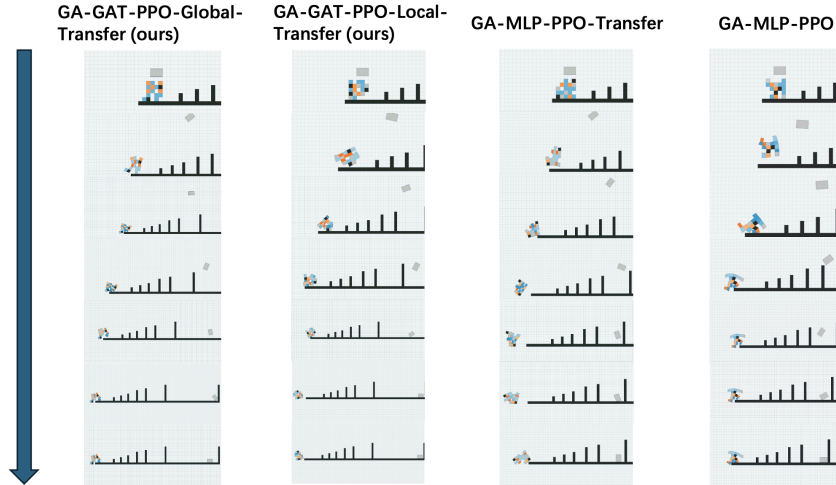 GA-GAT-PPO-Global-
Transfer (ours)
GA-GAT-PPO-Local-
Transfer (ours)
GA-MLP-PPO-Transfer
GA-MLP-PPO